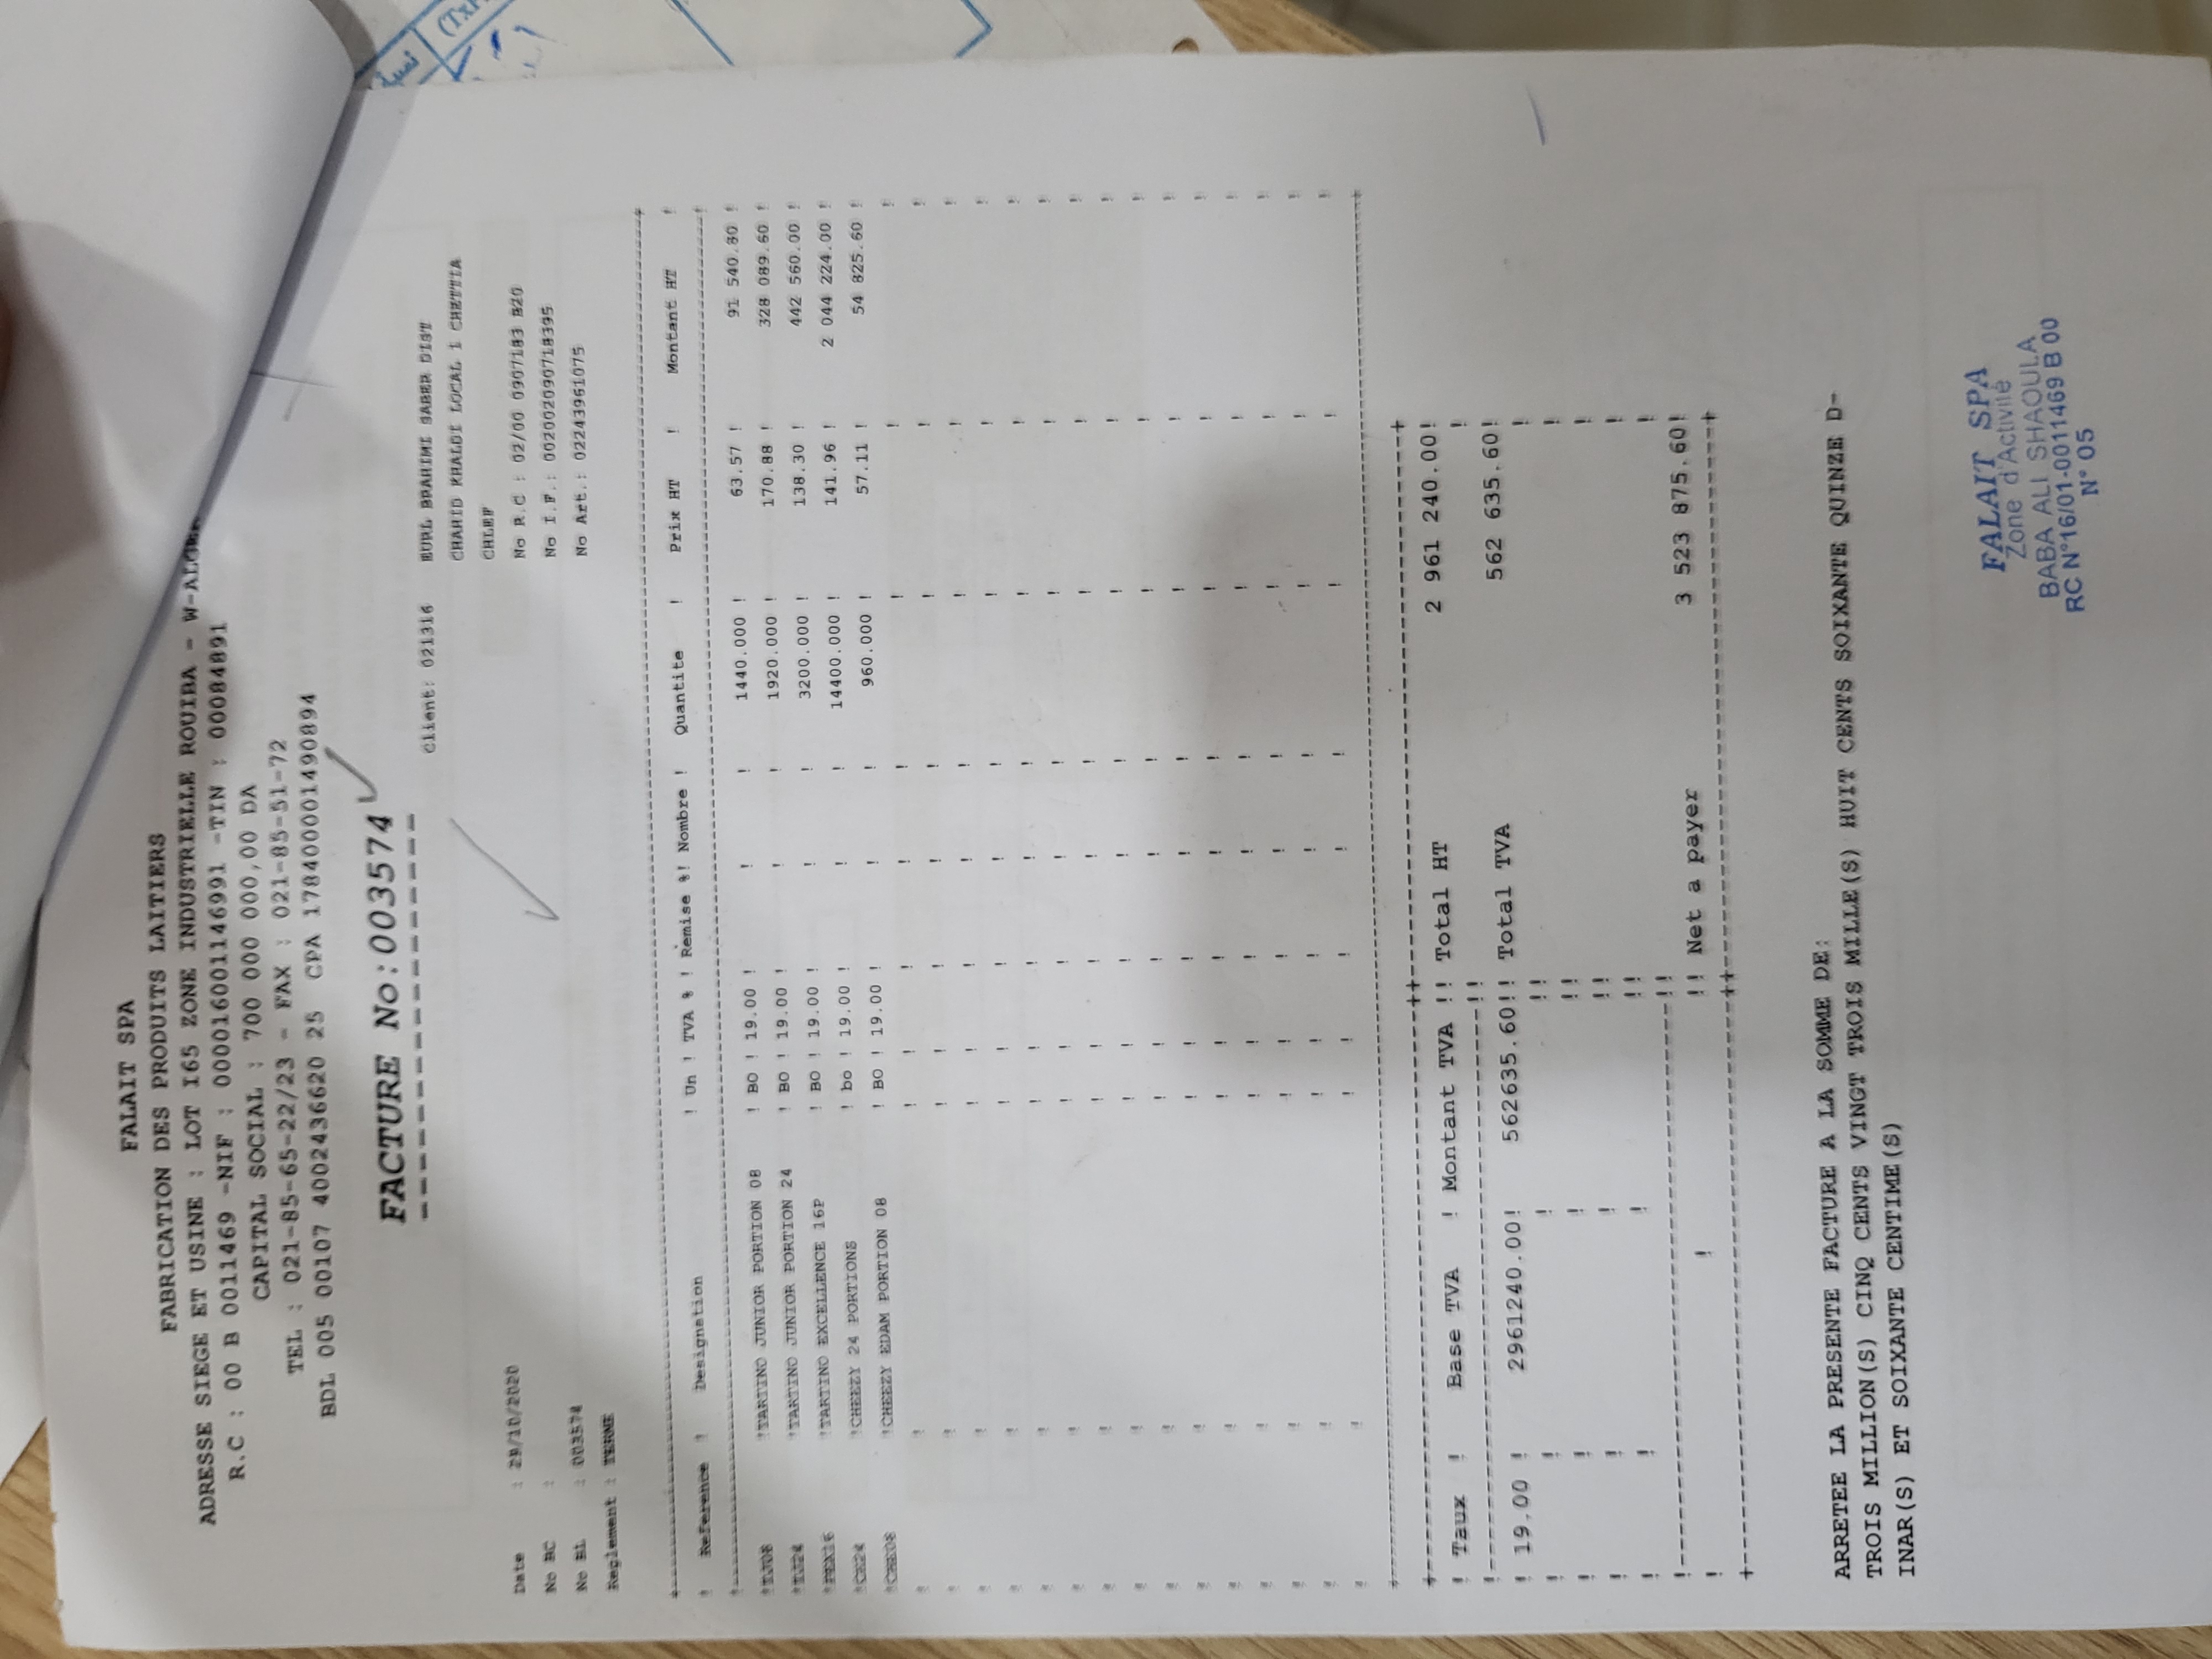 FALAIT SPA
FABRICATION DES PRODUITS LAITIERS
ADRESSE SIEGE ET USINE : LOT I65 ZONE INDUSTRIELLE ROUIBA - W-ALGER
R.C : 00 B 0011469 -NIF : 000016001146991 -TIN : 00084891
CAPITAL SOCIAL : 700 000 000,00 DA
TEL : 021-85-65-22/23 - FAX : 021-85-51-72
BDL 005 00107 4002436620 25 CPA 178400001490894
FACTURE No:003574
Client: 021316 EURL BRAHIMI SABER DIST
CHAHID KHALDI LOCAL 1 CHETTIA
CHLEF
No R.C : 02/00 0907183 B20
No I.F.: 002002090718395
No Art.: 02243961075
Date : 29/10/2020
No BC :
No BL : 003574
Reglement : TERME
! Reference ! Designation ! Un ! TVA % ! Remise %! Nombre ! Quantite ! Prix HT ! Montant HT !
!TJ08 !TARTINO JUNIOR PORTION 08 ! BO ! 19.00 ! ! ! 1440.000 ! 63.57 ! 91 540.80 !
!TJ24 !TARTINO JUNIOR PORTION 24 ! BO ! 19.00 ! ! ! 1920.000 ! 170.88 ! 328 089.60 !
!PEX16 !TARTINO EXCELLENCE 16P ! BO ! 19.00 ! ! ! 3200.000 ! 138.30 ! 442 560.00 !
!CH24 !CHEEZY 24 PORTIONS ! bo ! 19.00 ! ! ! 14400.000 ! 141.96 ! 2 044 224.00 !
!CHE08 !CHEEZY EDAM PORTION 08 ! BO ! 19.00 ! ! ! 960.000 ! 57.11 ! 54 825.60 !
! Taux ! Base TVA ! Montant TVA !! Total HT 2 961 240.00!
! 19.00 ! 2961240.00! 562635.60!! Total TVA 562 635.60!
!! Net a payer 3 523 875.60!
ARRETEE LA PRESENTE FACTURE A LA SOMME DE:
TROIS MILLION(S) CINQ CENTS VINGT TROIS MILLE(S) HUIT CENTS SOIXANTE QUINZE D-
INAR(S) ET SOIXANTE CENTIME(S)
FALAIT SPA
Zone d'Activité
BABA ALI SHAOULA
RC N°16/01-0011469 B 00
N° 05